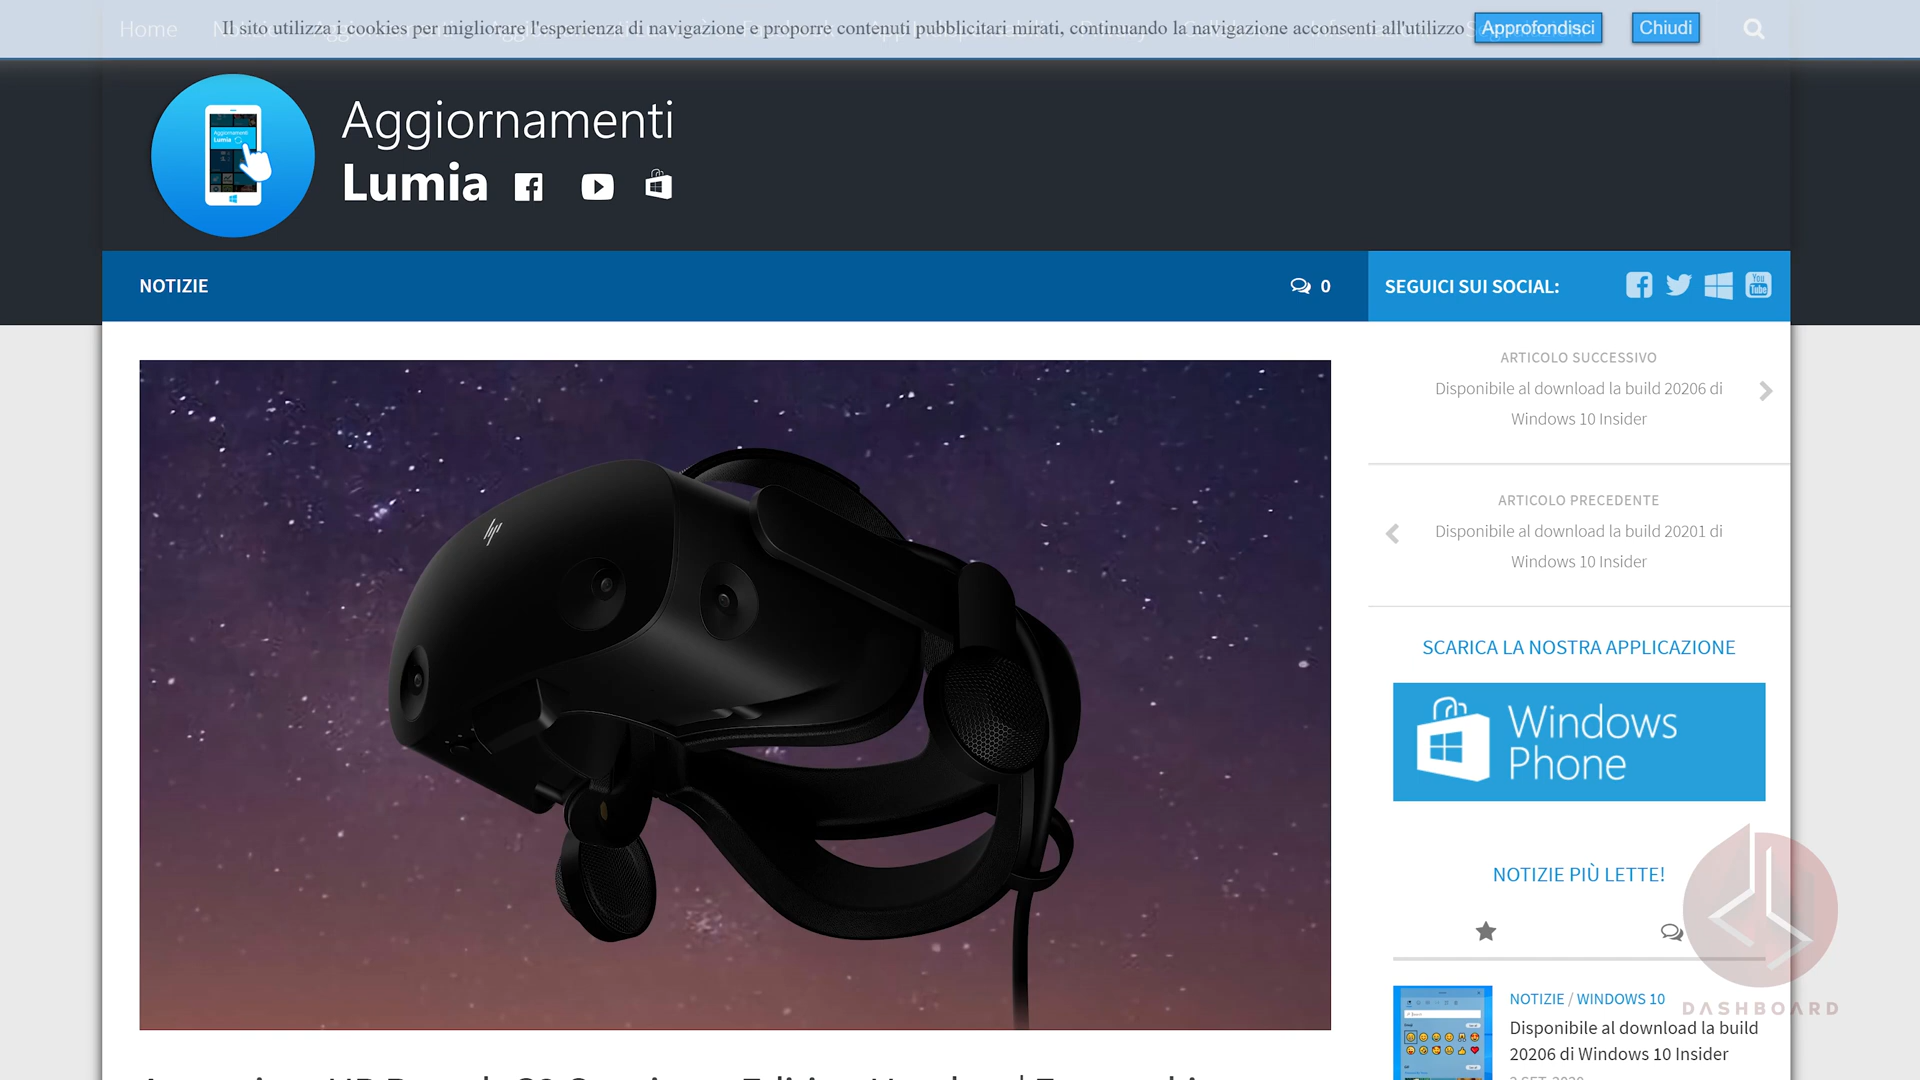 Home
Il sito utilizza i cookies per migliorare l'esperienza di navigazione e proporre contenuti pubblicitari mirati, continuando la navigazione acconsenti all'utilizzo
Approfondisci
Chiudi
Aggiornamenti
Lumia
NOTIZIE
0
SEGUICI SUI SOCIAL:
ARTICOLO SUCCESSIVO
Disponibile al download la build 20206 di
Windows 10 Insider
ARTICOLO PRECEDENTE
Disponibile al download la build 20201 di
Windows 10 Insider
SCARICA LA NOSTRA APPLICAZIONE
Windows
Phone
NOTIZIE PIÙ LETTE!
NOTIZIE / WINDOWS 10
Disponibile al download la build
20206 di Windows 10 Insider
DASHBOARD